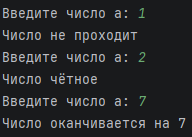 Введите число a: 1
Число не проходит
Введите число a: 2
Число чётное
Введите число a: 7
Число оканчивается на 7